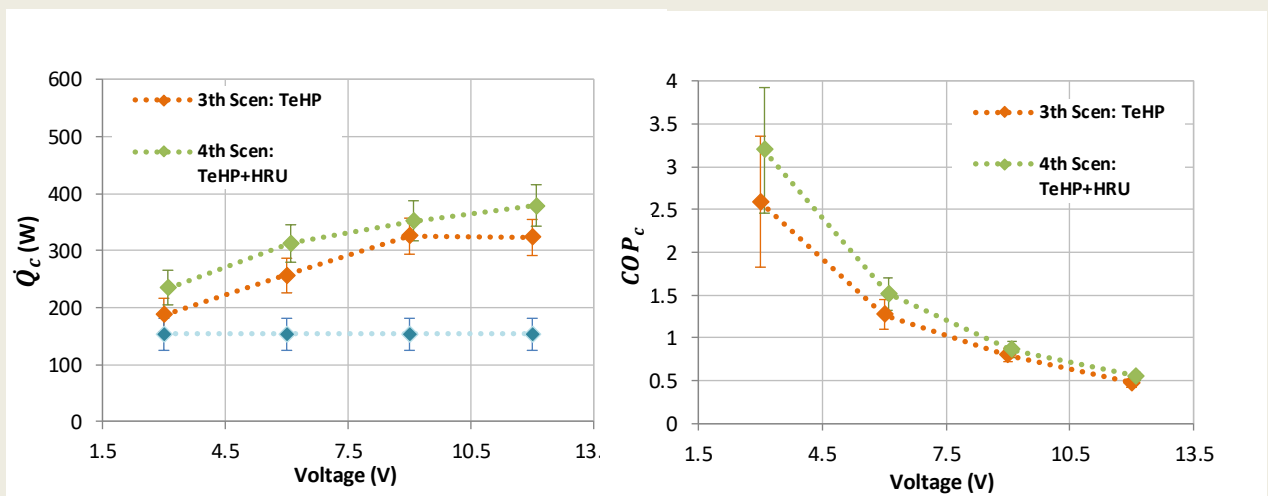 600
500
400
300
200
100
0
Q̇c (W)
3th Scen: TeHP
4th Scen:
TeHP+HRU
1.5 4.5 7.5 10.5 13.
Voltage (V)
4
3.5
3
2.5
2
1.5
1
0.5
0
COPc
3th Scen: TeHP
4th Scen:
TeHP+HRU
1.5 4.5 7.5 10.5 13.5
Voltage (V)